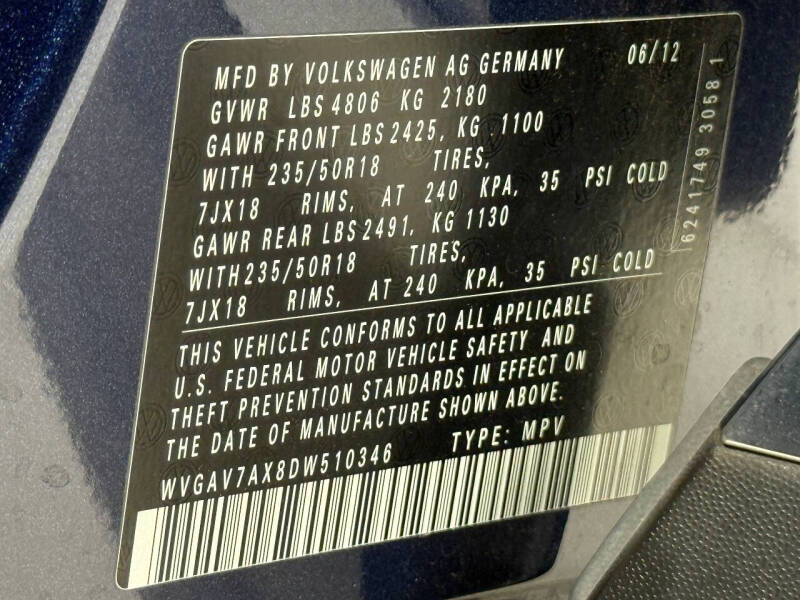 MFD BY VOLKSWAGEN AG GERMANY 06/12
GVWR LBS 4806 KG 2180
GAWR FRONT LBS 2425, KG 1100
WITH 235/50R18 TIRES,
7JX18 RIMS, AT 240 KPA, 35 PSI COLD
GAWR REAR LBS 2491, KG 1130
WITH 235/50R18 TIRES,
7JX18 RIMS, AT 240 KPA, 35 PSI COLD
THIS VEHICLE CONFORMS TO ALL APPLICABLE
U.S. FEDERAL MOTOR VEHICLE SAFETY AND
THEFT PREVENTION STANDARDS IN EFFECT ON
THE DATE OF MANUFACTURE SHOWN ABOVE.
WVGAV7AX8DW510346 TYPE: MPV
6241749 3058 1